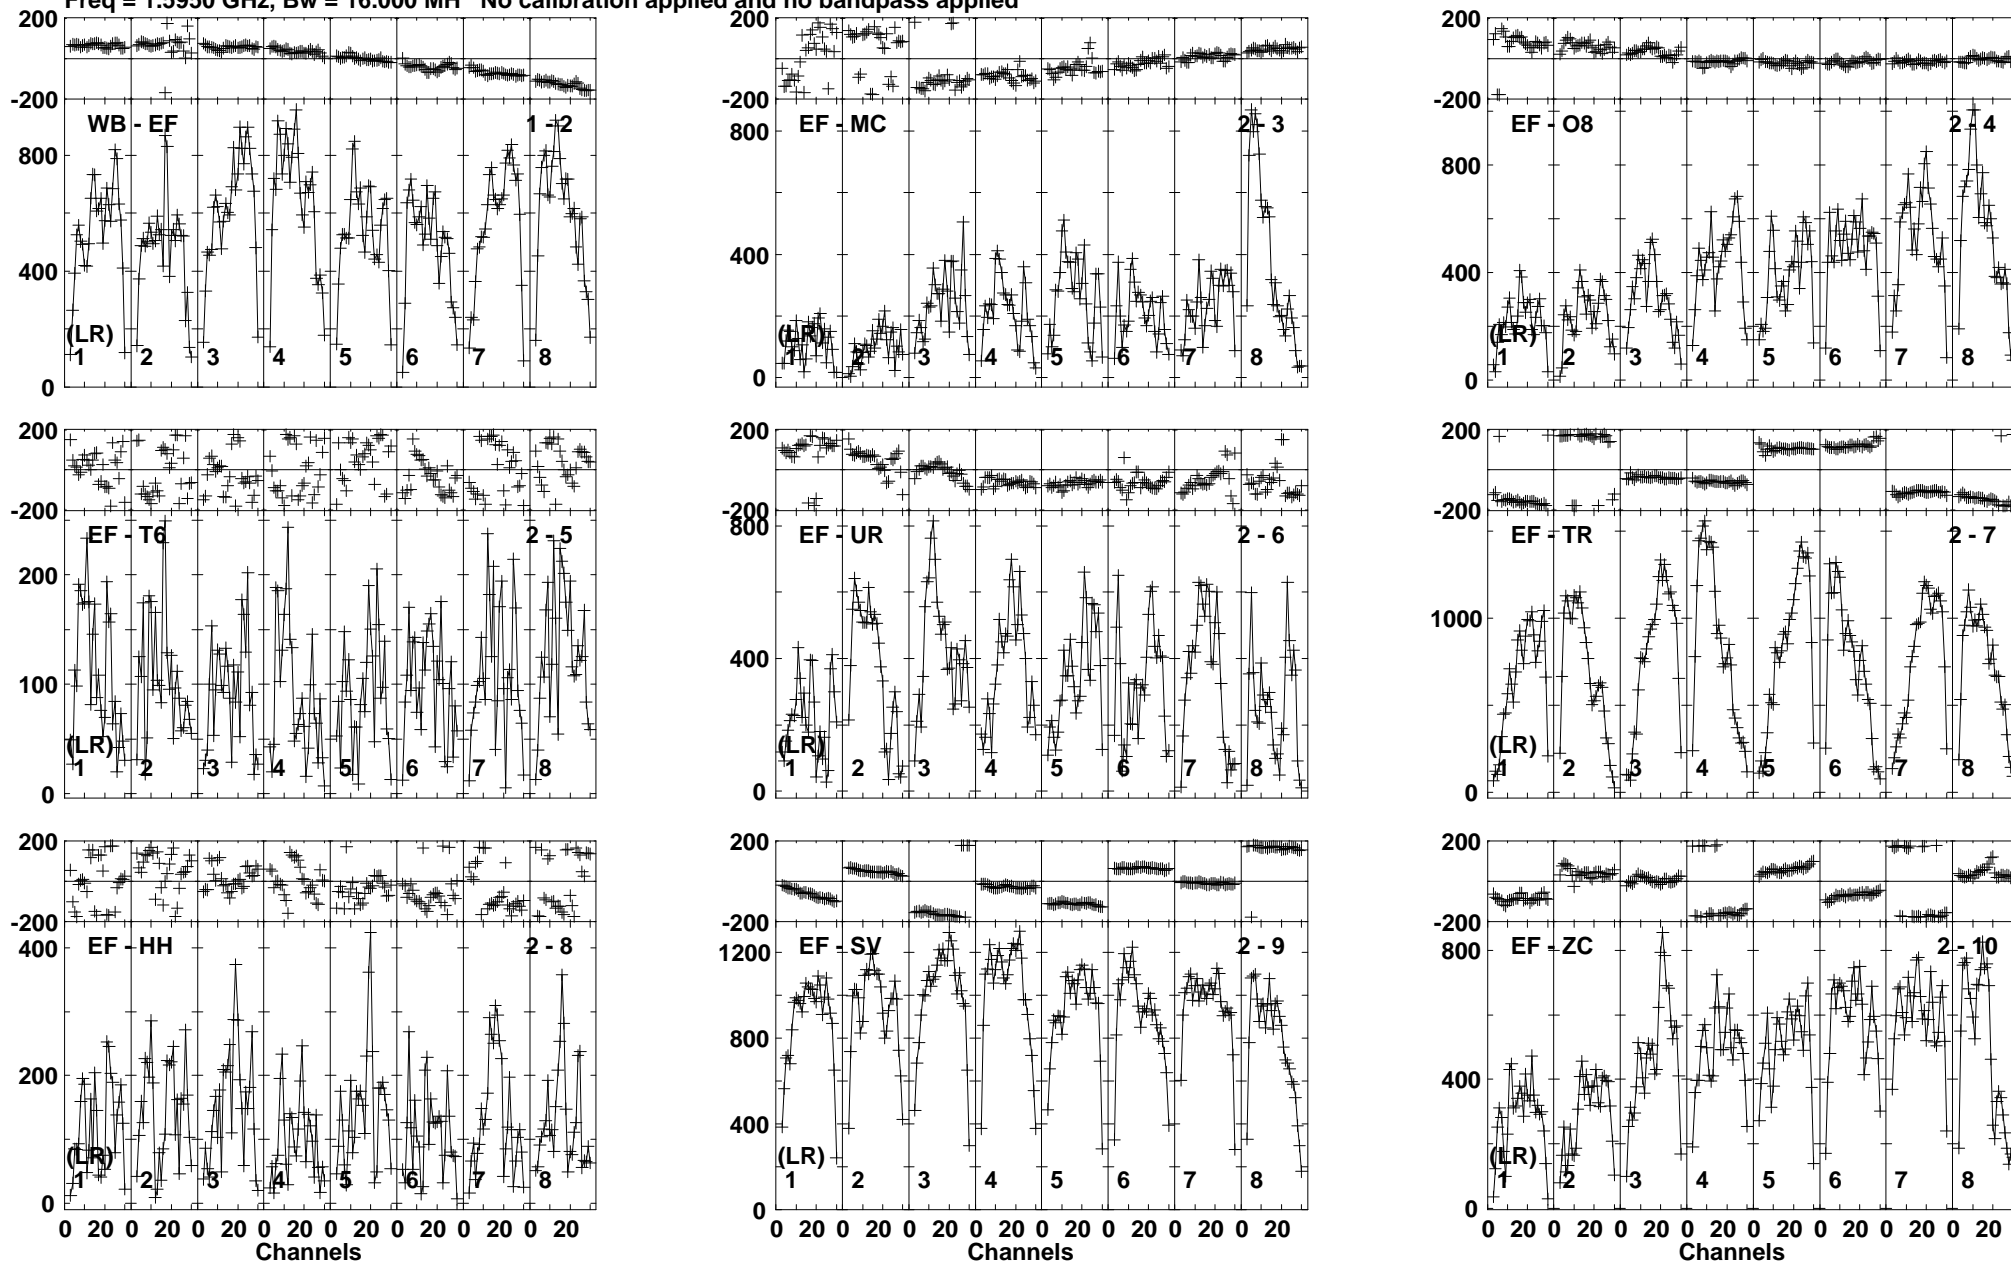 Freq = 1.5950 GHz, Bw = 16.000 MH No calibration applied and no bandpass applied
200 200 200
-200 -200 -200
WB - EF 1 - 2 EF - MC 2 - 3 EF - O8 2 - 4
800 800 800
400 400 400
(LR) (LR) (LR)
1 2 3 4 5 6 7 8 1 2 3 4 5 6 7 8 1 2 3 4 5 6 7 8
0 0 0
200 200 200
-200 -200 -200
EF - T6 2 - 5 EF - UR 2 - 6 EF - TR 2 - 7
200 800 1000
100 400
(LR) (LR) (LR)
1 2 3 4 5 6 7 8 1 2 3 4 5 6 7 8 1 2 3 4 5 6 7 8
0 0 0
200 200 200
-200 -200 -200
EF - HH 2 - 8 EF - SV 2 - 9 EF - ZC 2 - 10
400 1200 800
200 800 400
400
(LR) (LR) (LR)
1 2 3 4 5 6 7 8 1 2 3 4 5 6 7 8 1 2 3 4 5 6 7 8
0 0 0
0 20 0 20 0 20 0 20 0 20 0 20 0 20 0 20 0 20 0 20 0 20 0 20 0 20 0 20 0 20 0 20 0 20 0 20 0 20 0 20 0 20 0 20 0 20 0 20
Channels Channels Channels